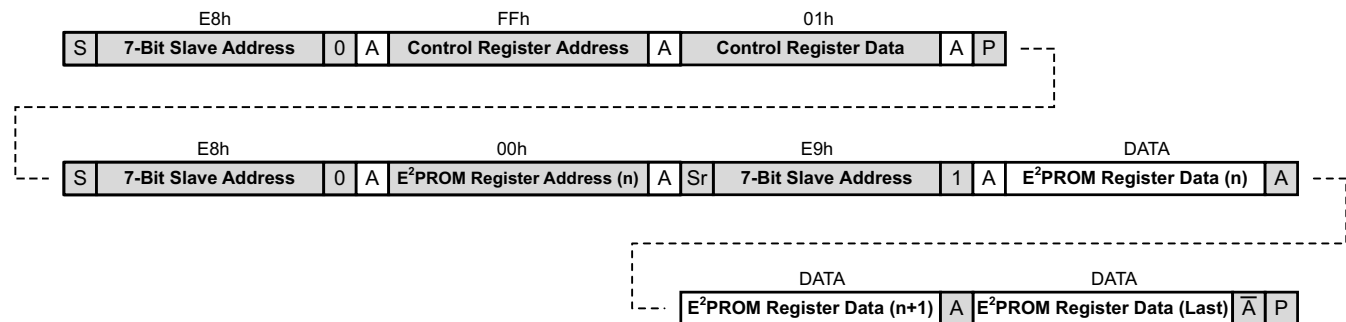 E8h FFh 01h
S 7-Bit Slave Address 0 A Control Register Address A Control Register Data A P
E8h 00h E9h DATA
S 7-Bit Slave Address 0 A E²PROM Register Address (n) A Sr 7-Bit Slave Address 1 A E²PROM Register Data (n) A
DATA DATA
E²PROM Register Data (n+1) A E²PROM Register Data (Last) A̅ P